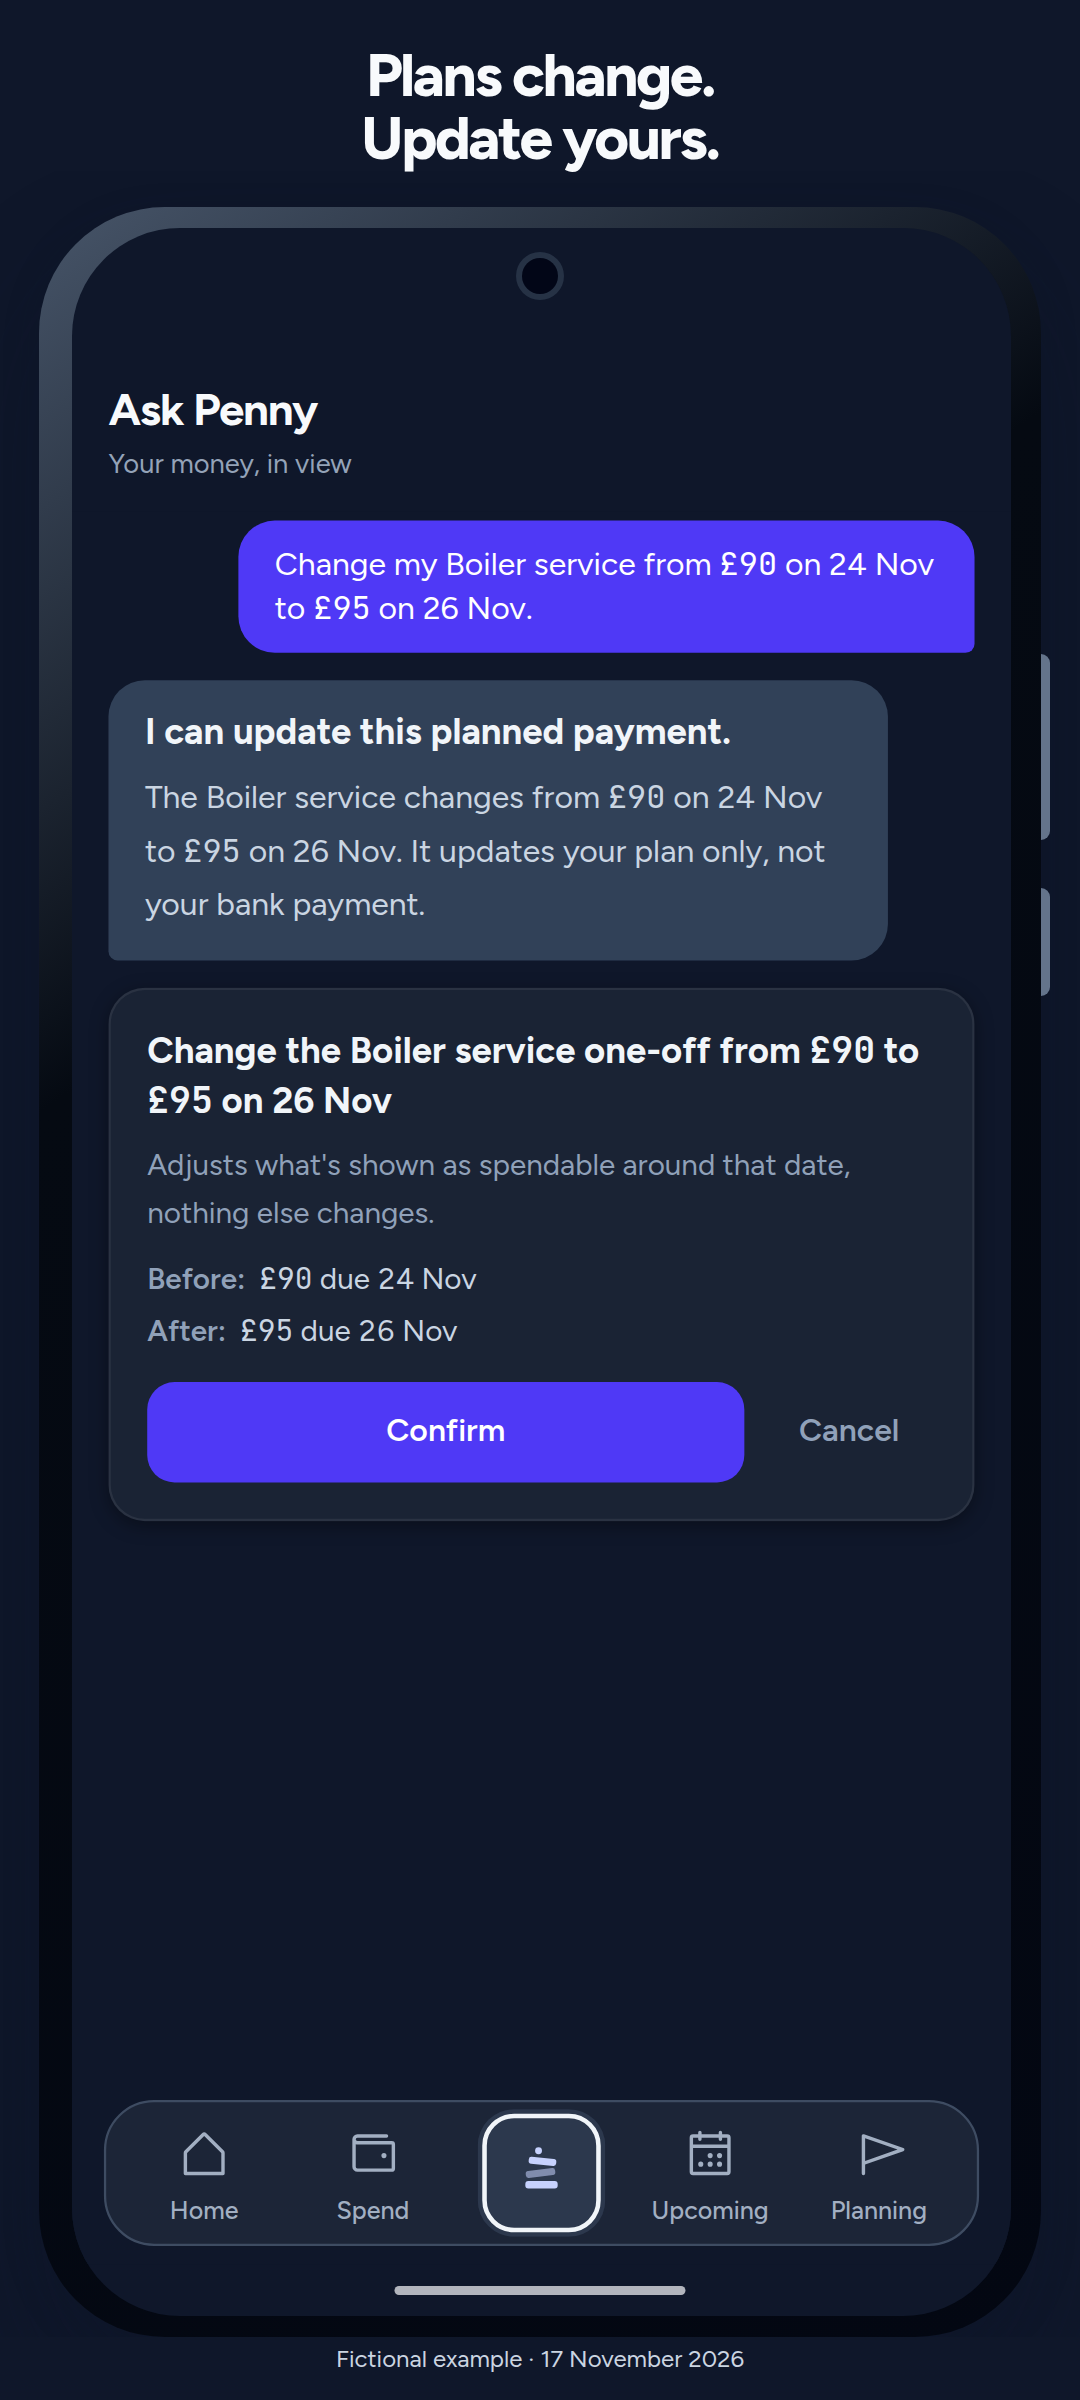 Plans change.
Update yours.
Ask Penny
Your money, in view
Change my Boiler service from £90 on 24 Nov
to £95 on 26 Nov.
I can update this planned payment.
The Boiler service changes from £90 on 24 Nov
to £95 on 26 Nov. It updates your plan only, not
your bank payment.
Change the Boiler service one-off from £90 to
£95 on 26 Nov
Adjusts what's shown as spendable around that date,
nothing else changes.
Before: £90 due 24 Nov
After: £95 due 26 Nov
Confirm Cancel
Home Spend Upcoming Planning
Fictional example · 17 November 2026